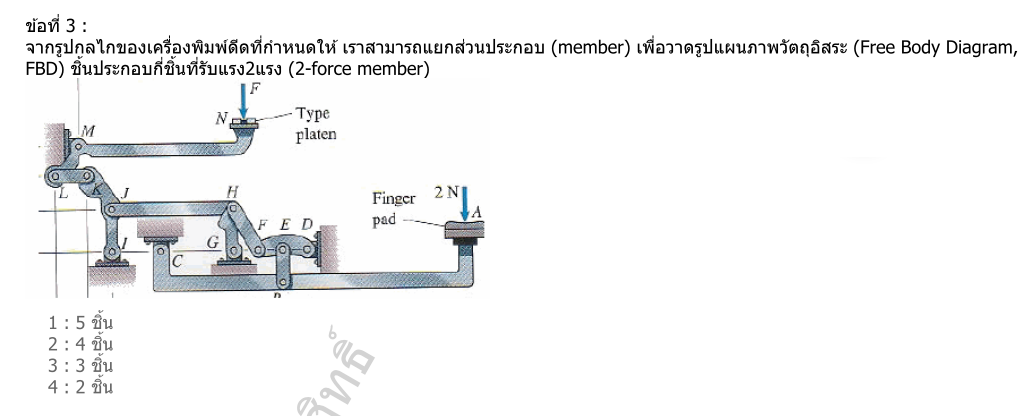 ข้อที่ 3 :
จากรูปกลไกของเครื่องพิมพ์ดีดที่กำหนดให้ เราสามารถแยกส่วนประกอบ (member) เพื่อวาดรูปแผนภาพวัตถุอิสระ (Free Body Diagram,
FBD) ชิ้นประกอบกี่ชิ้นที่รับแรง2แรง (2-force member)
F
N Type
platen
M
L K J H
Finger 2 N
pad A
F E D
I C G
1 : 5 ชิ้น
2 : 4 ชิ้น
3 : 3 ชิ้น
4 : 2 ชิ้น